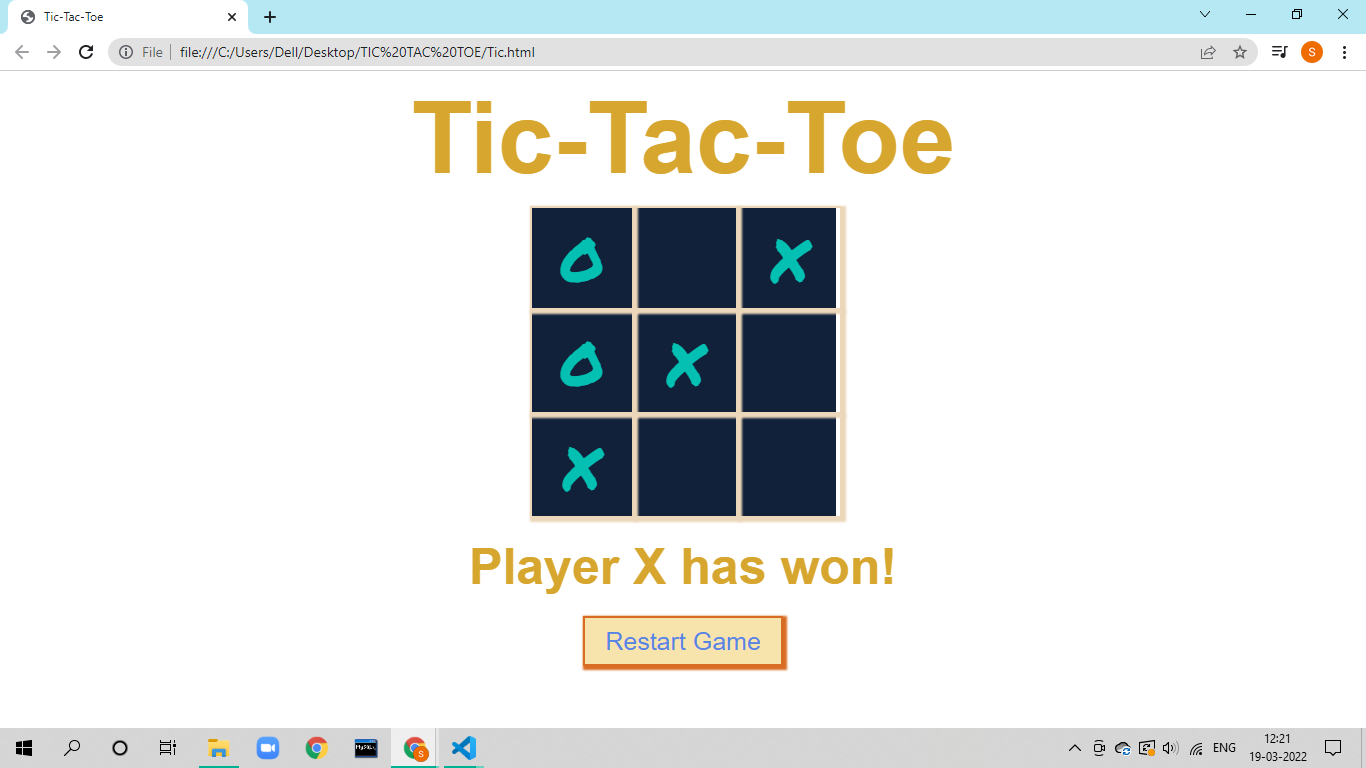 Tic-Tac-Toe
File file:///C:/Users/Dell/Desktop/TIC%20TAC%20TOE/Tic.html
S
Tic-Tac-Toe
O X
O X
X
Player X has won!
Restart Game
MySQL
S
ENG
12:21
19-03-2022